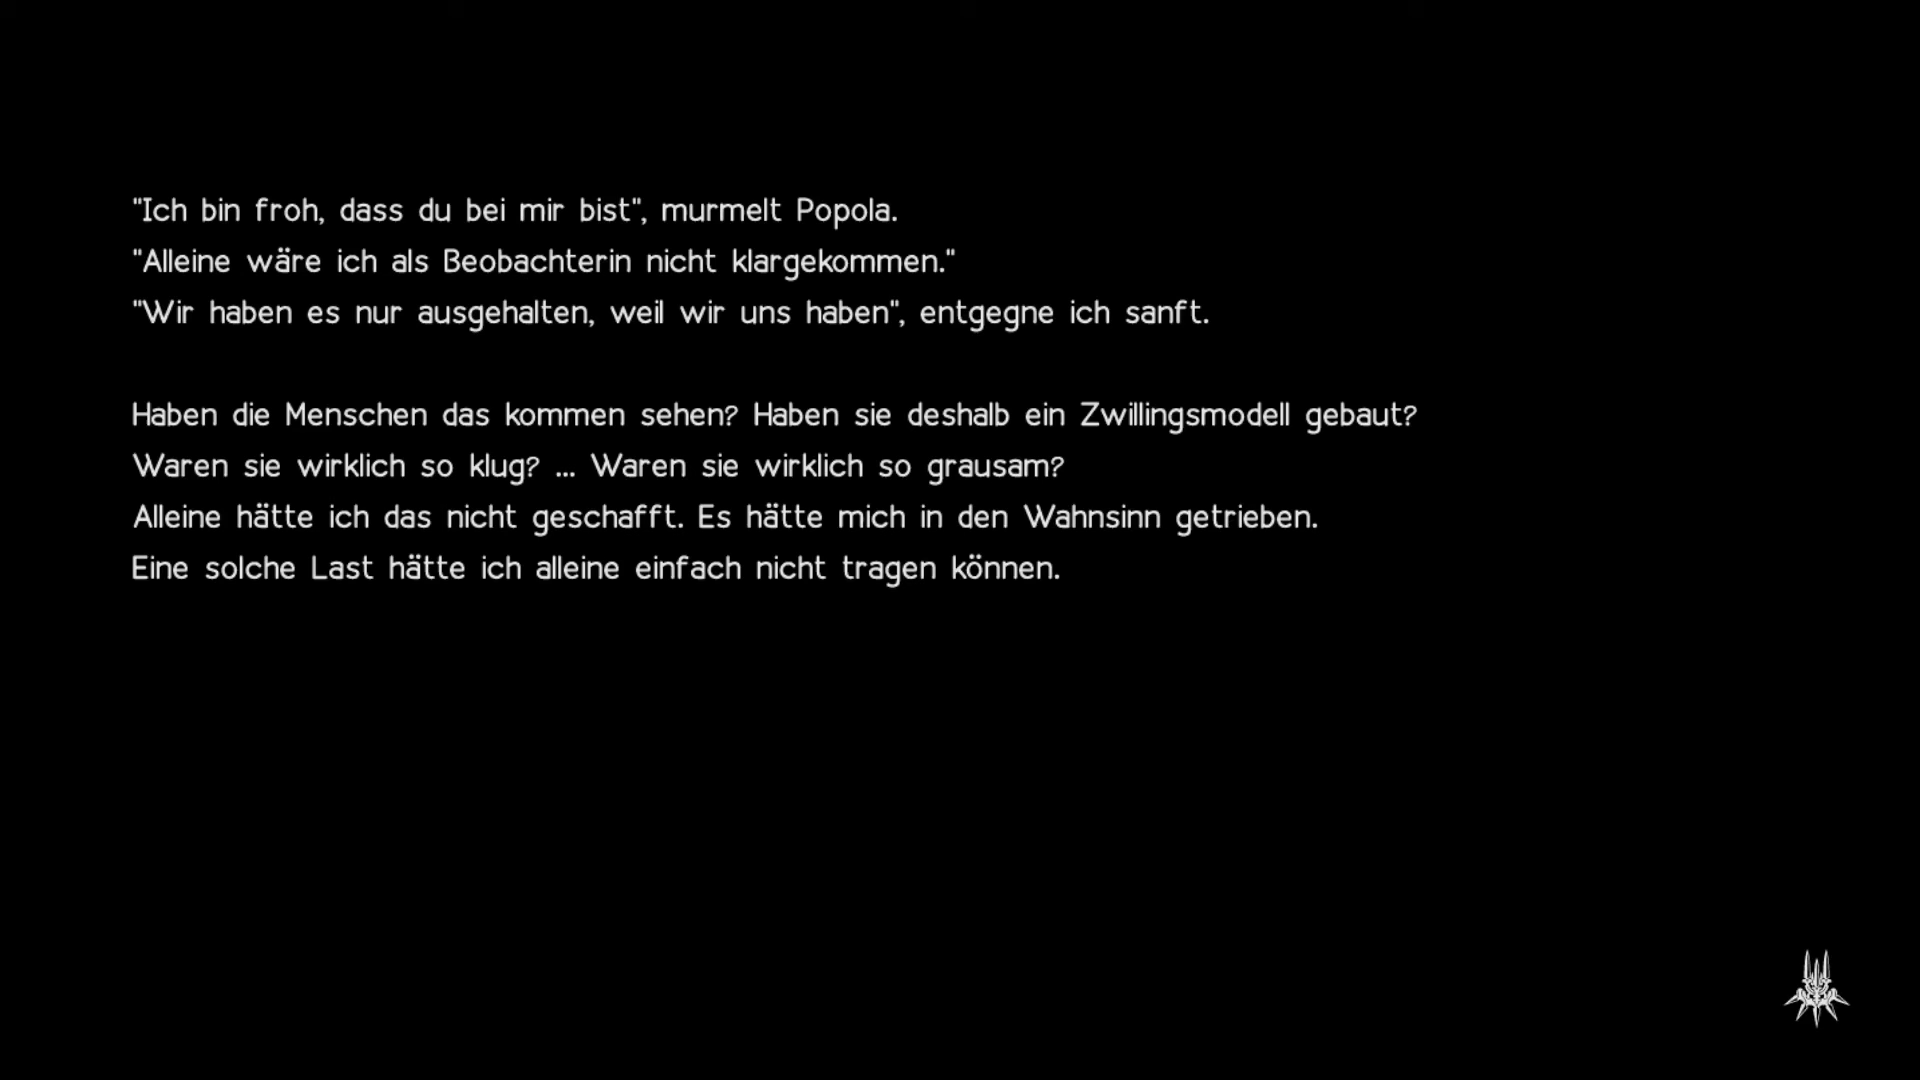 "Ich bin froh, dass du bei mir bist", murmelt Popola.
"Alleine wäre ich als Beobachterin nicht klargekommen."
"Wir haben es nur ausgehalten, weil wir uns haben", entgegne ich sanft.
Haben die Menschen das kommen sehen? Haben sie deshalb ein Zwillingsmodell gebaut?
Waren sie wirklich so klug? ... Waren sie wirklich so grausam?
Alleine hätte ich das nicht geschafft. Es hätte mich in den Wahnsinn getrieben.
Eine solche Last hätte ich alleine einfach nicht tragen können.